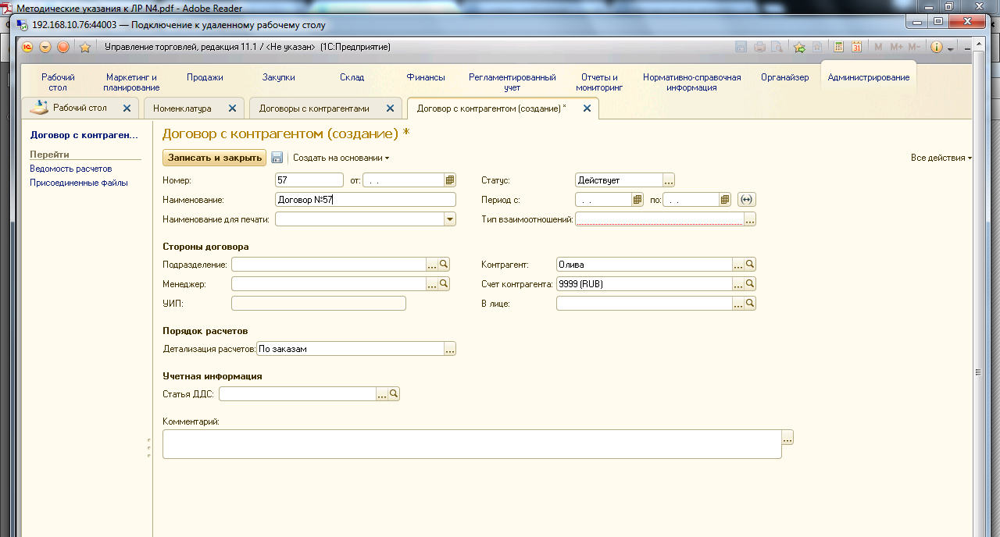 Методические указания к ЛР N4.pdf - Adobe Reader
192.168.10.76:44003 — Подключение к удаленному рабочему столу
Управление торговлей, редакция 11.1 / <Не указан> (1С:Предприятие)
M M+ M-
Рабочий стол
Маркетинг и планирование
Продажи
Закупки
Склад
Финансы
Регламентированный учет
Отчеты и мониторинг
Нормативно-справочная информация
Органайзер
Администрирование
Рабочий стол
Номенклатура
Договоры с контрагентами
Договор с контрагентом (создание) *
Договор с контраген...
Перейти
Ведомость расчетов
Присоединенные файлы
Договор с контрагентом (создание) *
Записать и закрыть
Создать на основании
Все действия
Номер: 57 от: . .
Статус: Действует
Наименование: Договор №57
Период с: . . по: . .
Наименование для печати:
Тип взаимоотношений:
Стороны договора
Подразделение:
Контрагент: Олива
Менеджер:
Счет контрагента: 9999 (RUB)
УИП:
В лице:
Порядок расчетов
Детализация расчетов: По заказам
Учетная информация
Статья ДДС:
Комментарий: